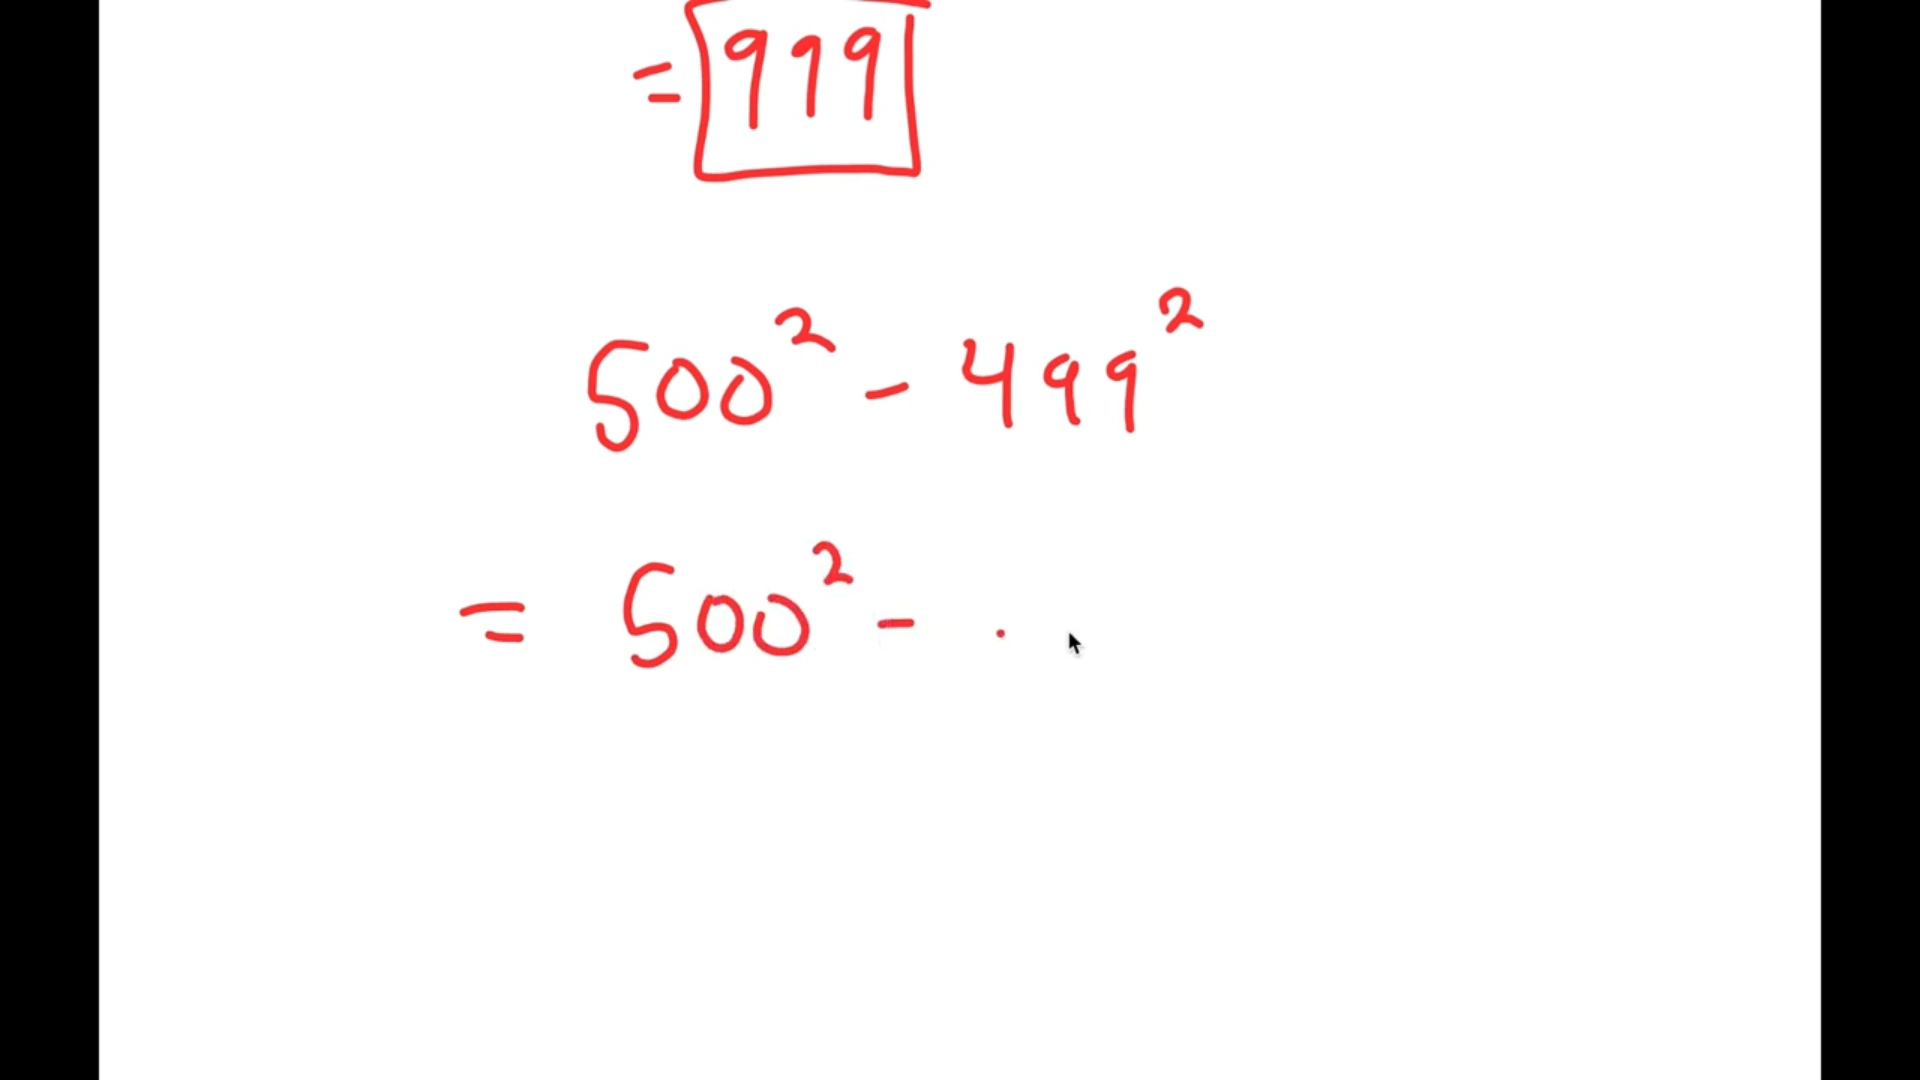 = 999
500² - 499²
= 500² - .